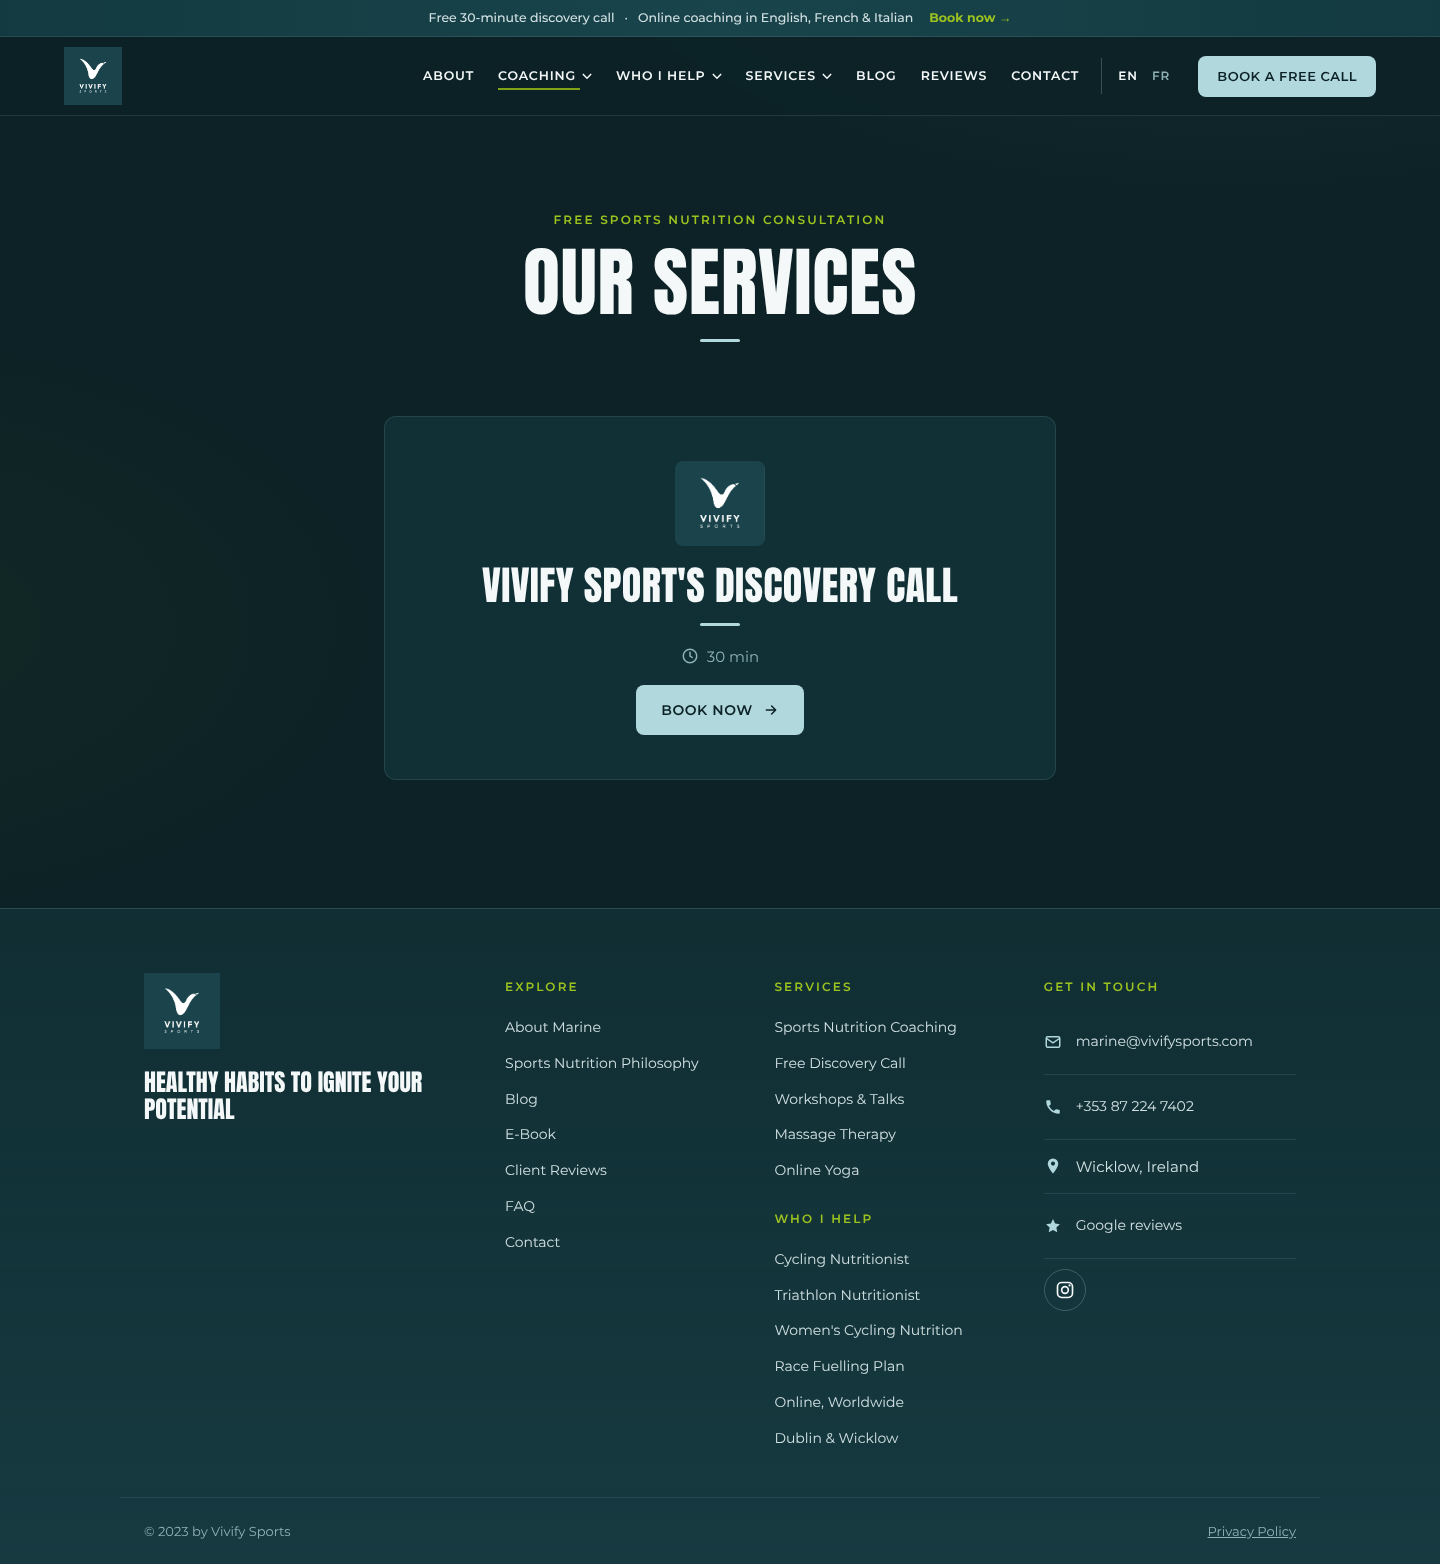 Free 30-minute discovery call · Online coaching in English, French & Italian Book now →
VIVIFY
SPORTS
ABOUT COACHING WHO I HELP SERVICES BLOG REVIEWS CONTACT EN FR BOOK A FREE CALL
FREE SPORTS NUTRITION CONSULTATION
OUR SERVICES
VIVIFY
SPORTS
VIVIFY SPORT'S DISCOVERY CALL
30 min
BOOK NOW →
VIVIFY
SPORTS
HEALTHY HABITS TO IGNITE YOUR
POTENTIAL
EXPLORE
About Marine
Sports Nutrition Philosophy
Blog
E-Book
Client Reviews
FAQ
Contact
SERVICES
Sports Nutrition Coaching
Free Discovery Call
Workshops & Talks
Massage Therapy
Online Yoga
WHO I HELP
Cycling Nutritionist
Triathlon Nutritionist
Women's Cycling Nutrition
Race Fuelling Plan
Online, Worldwide
Dublin & Wicklow
GET IN TOUCH
marine@vivifysports.com
+353 87 224 7402
Wicklow, Ireland
Google reviews
© 2023 by Vivify Sports
Privacy Policy